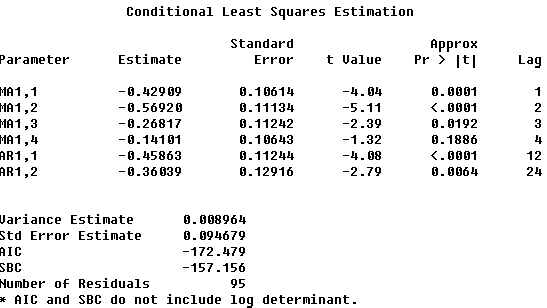 Conditional Least Squares Estimation
Standard Approx
Parameter Estimate Error t Value Pr > |t| Lag
MA1,1 -0.42909 0.10614 -4.04 0.0001 1
MA1,2 -0.56920 0.11134 -5.11 <.0001 2
MA1,3 -0.26817 0.11242 -2.39 0.0192 3
MA1,4 -0.14101 0.10643 -1.32 0.1886 4
AR1,1 -0.45863 0.11244 -4.08 <.0001 12
AR1,2 -0.36039 0.12916 -2.79 0.0064 24
Variance Estimate 0.008964
Std Error Estimate 0.094679
AIC -172.479
SBC -157.156
Number of Residuals 95
* AIC and SBC do not include log determinant.